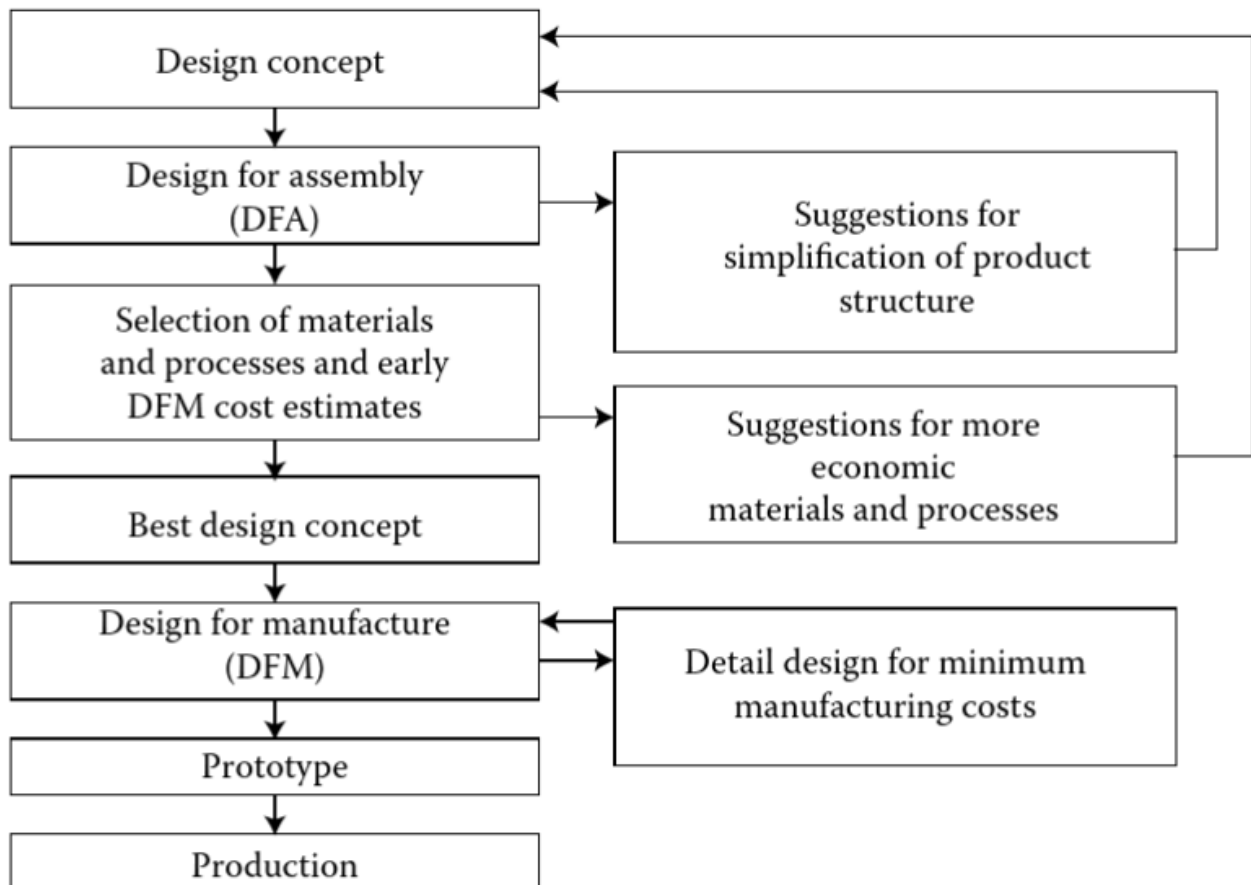 Design concept
Design for assembly
(DFA)
Suggestions for
simplification of product
structure
Selection of materials
and processes and early
DFM cost estimates
Suggestions for more
economic
materials and processes
Best design concept
Design for manufacture
(DFM)
Detail design for minimum
manufacturing costs
Prototype
Production